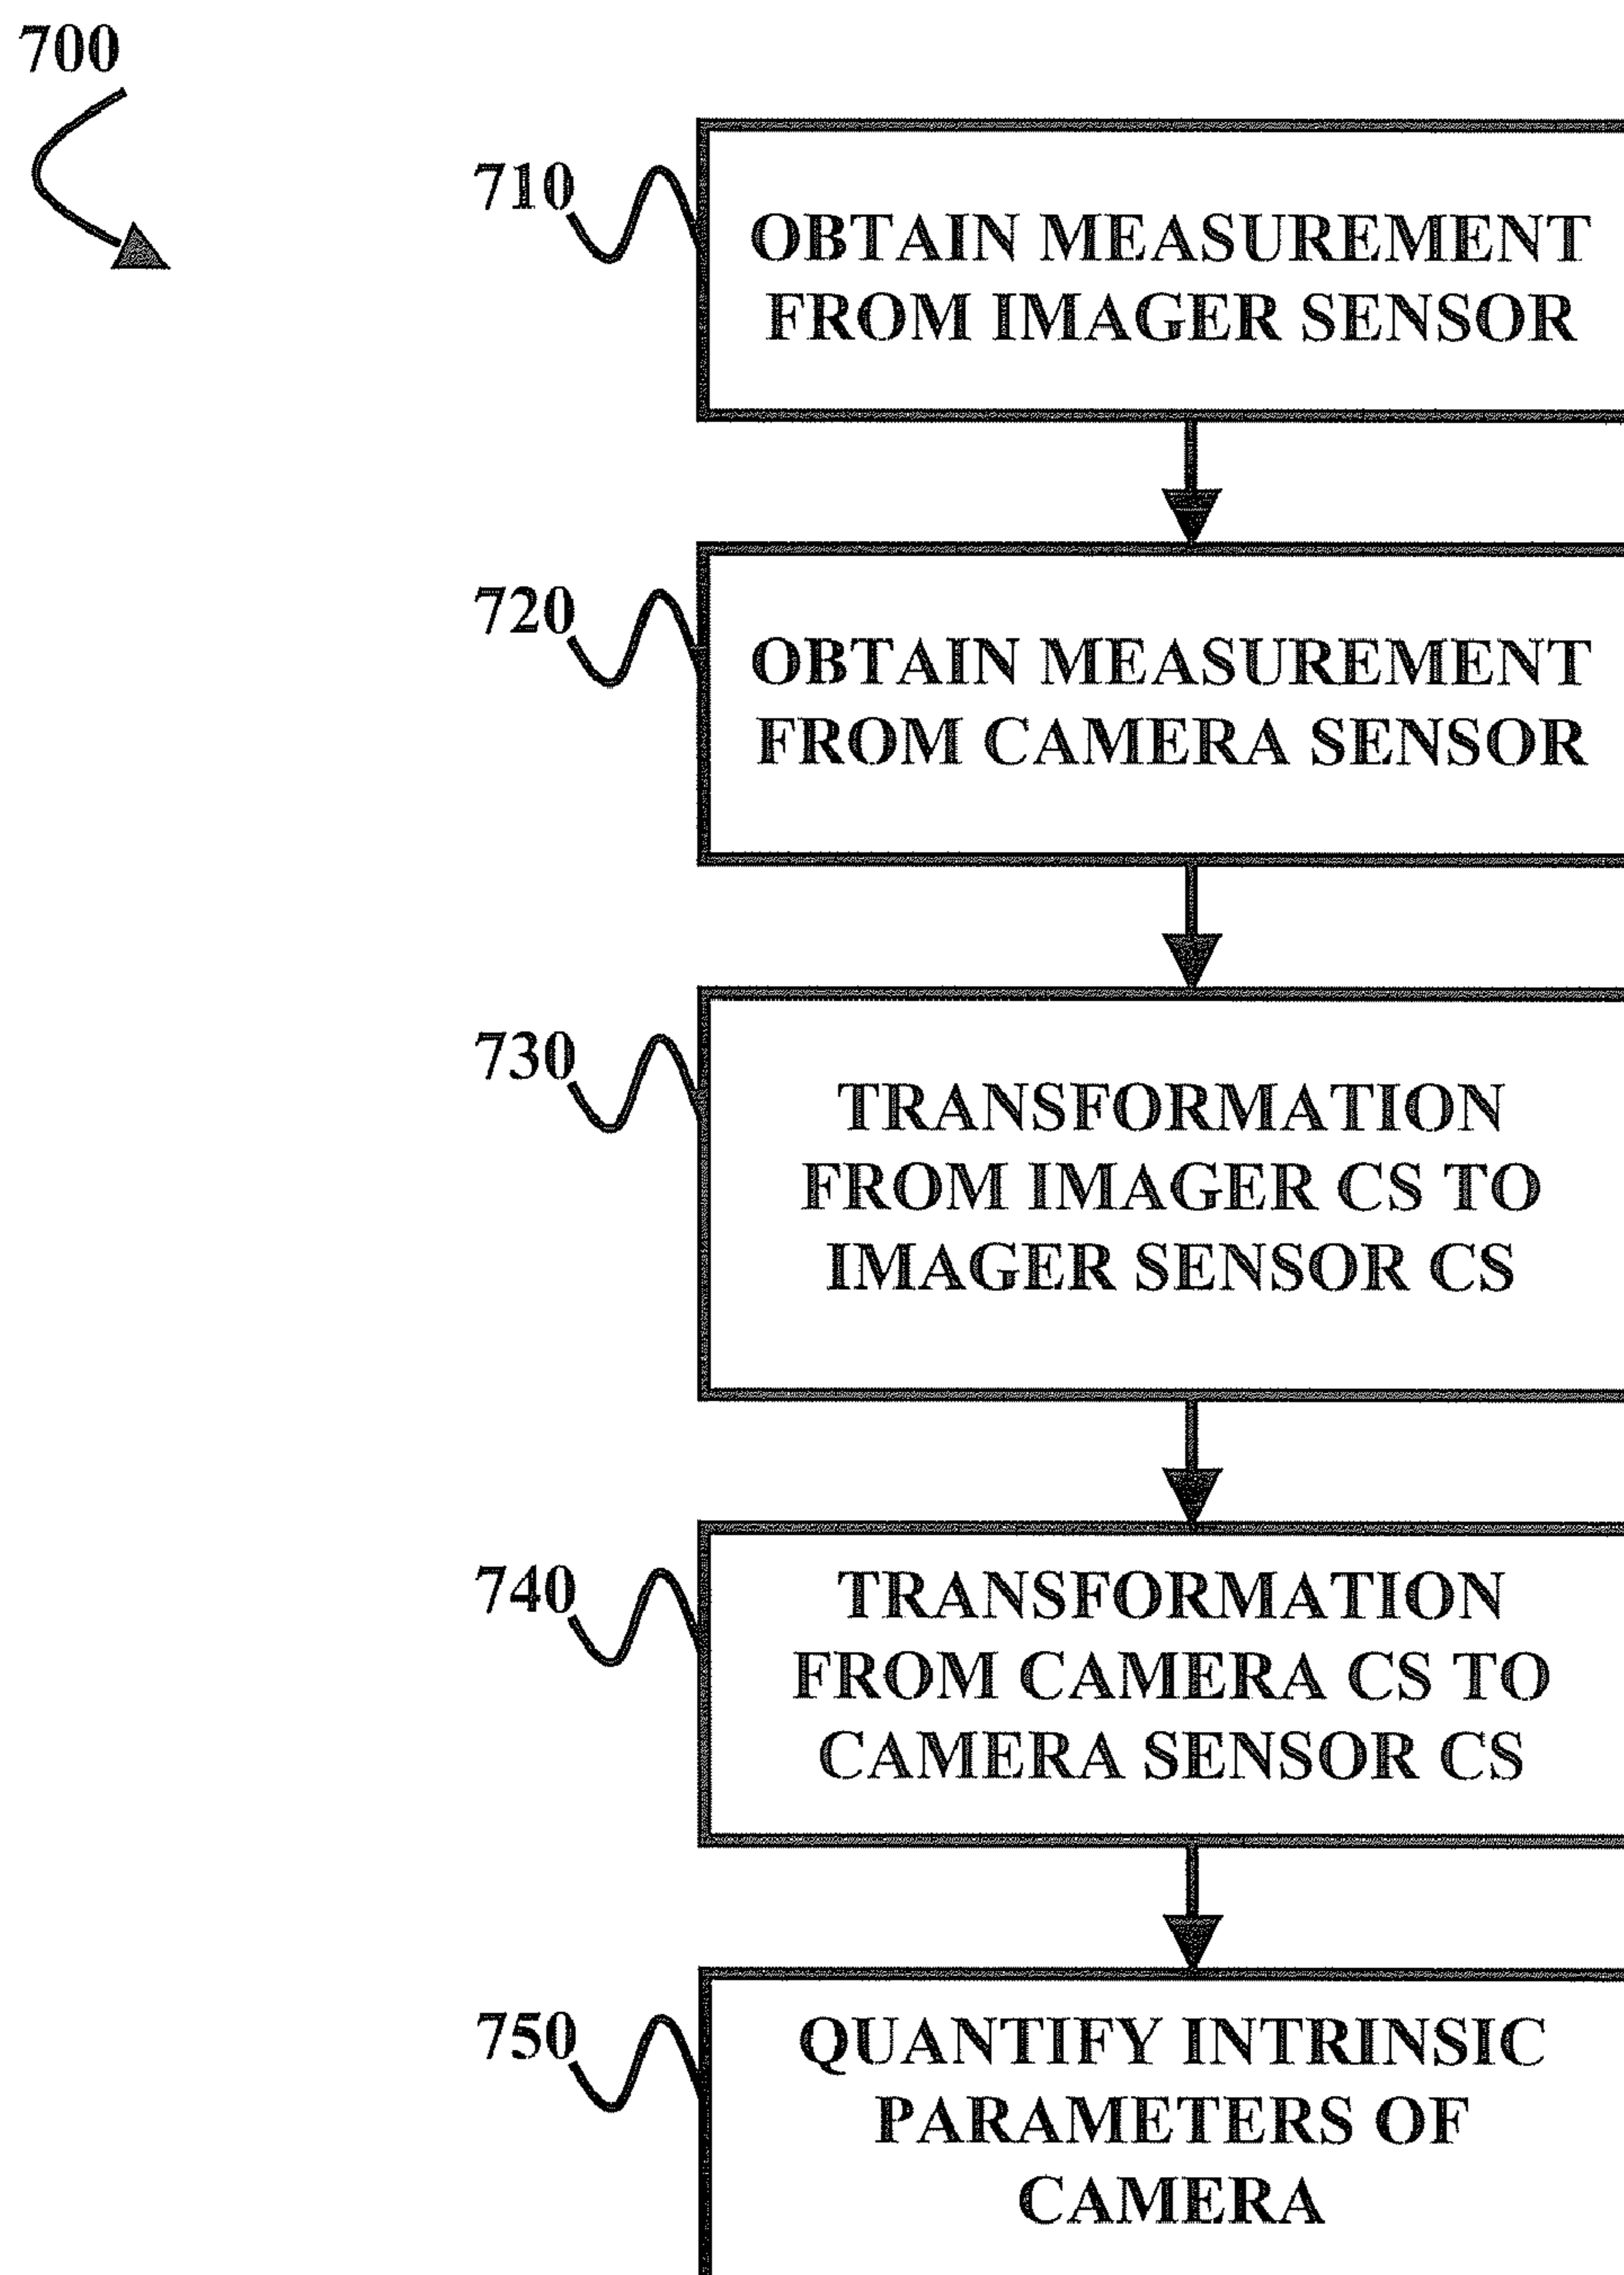 700
710
OBTAIN MEASUREMENT
FROM IMAGER SENSOR
720
OBTAIN MEASUREMENT
FROM CAMERA SENSOR
730
TRANSFORMATION
FROM IMAGER CS TO
IMAGER SENSOR CS
740
TRANSFORMATION
FROM CAMERA CS TO
CAMERA SENSOR CS
750
QUANTIFY INTRINSIC
PARAMETERS OF
CAMERA